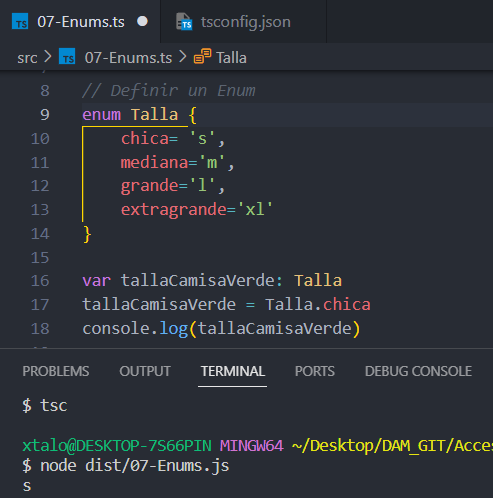 TS 07-Enums.ts
TS tsconfig.json
src > TS 07-Enums.ts > Talla
8 // Definir un Enum
9 enum Talla {
10 chica= 's',
11 mediana='m',
12 grande='l',
13 extragrande='xl'
14 }
15
16 var tallaCamisaVerde: Talla
17 tallaCamisaVerde = Talla.chica
18 console.log(tallaCamisaVerde)
PROBLEMS OUTPUT TERMINAL PORTS DEBUG CONSOLE
$ tsc
xtalo@DESKTOP-7S66PIN MINGW64 ~/Desktop/DAM_GIT/Acce
$ node dist/07-Enums.js
s